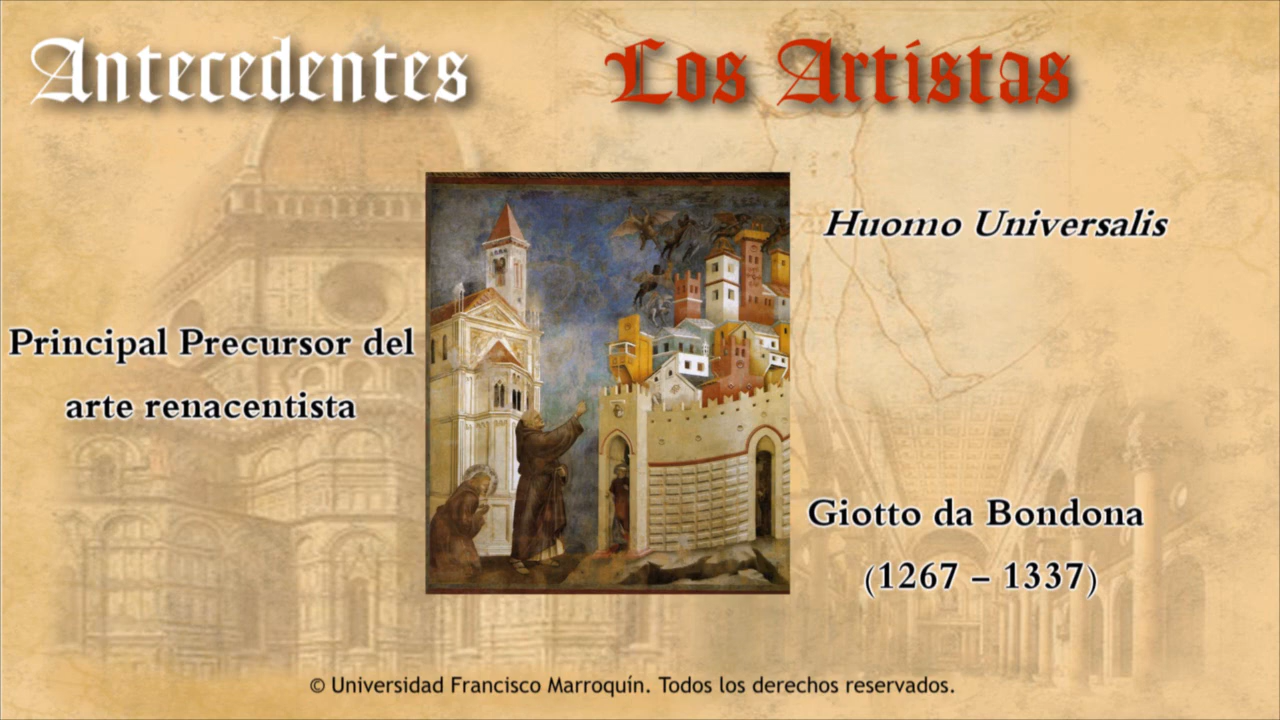 Antecedentes
Los Artistas
Huomo Universalis
Principal Precursor del
arte renacentista
Giotto da Bondona
(1267 – 1337)
© Universidad Francisco Marroquín. Todos los derechos reservados.